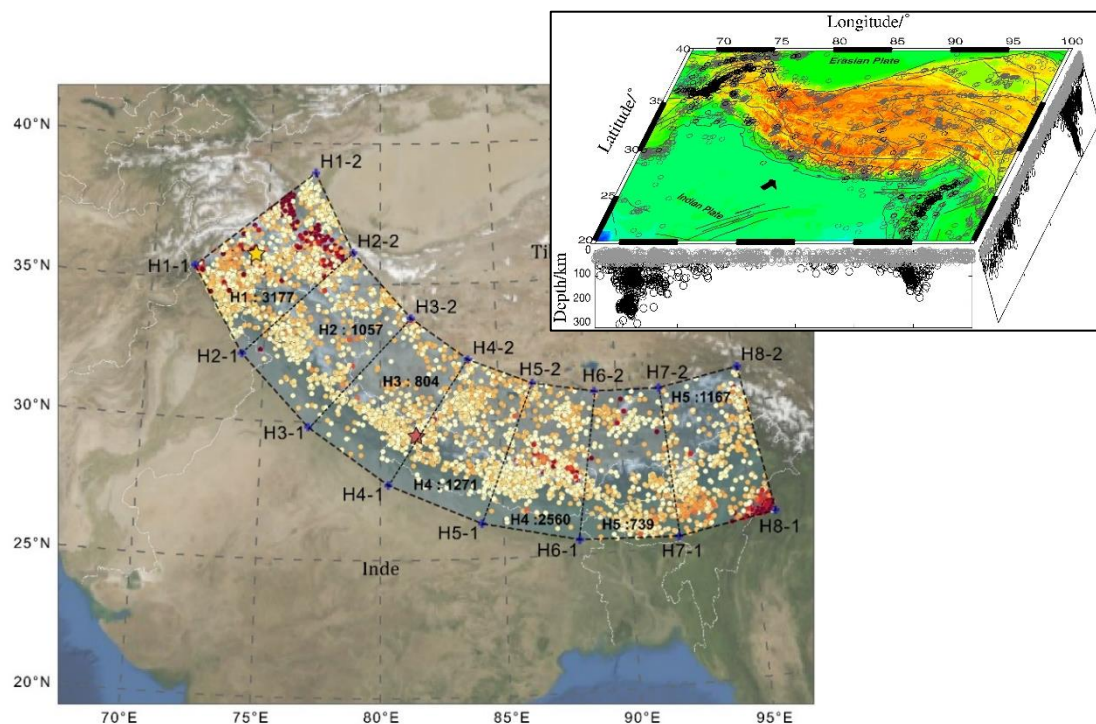 Longitude/°
70 75 80 85 90 95 100
40
35
30
25
20
Latitude/°
Erasian Plate
Indian Plate
0
100
200
300
Depth/km
40°N
35°N
30°N
25°N
20°N
H1-2
H2-2
H1-1
Ti
H1 : 3177
H3-2
H2 : 1057
H2-1
H4-2
H8-2
H5-2
H6-2
H7-2
H3 : 804
H5 :1167
H3-1
H4 : 1271
H4-1
H4 :2560
H5 :739
H8-1
H5-1
H6-1
H7-1
Inde
70°E 75°E 80°E 85°E 90°E 95°E